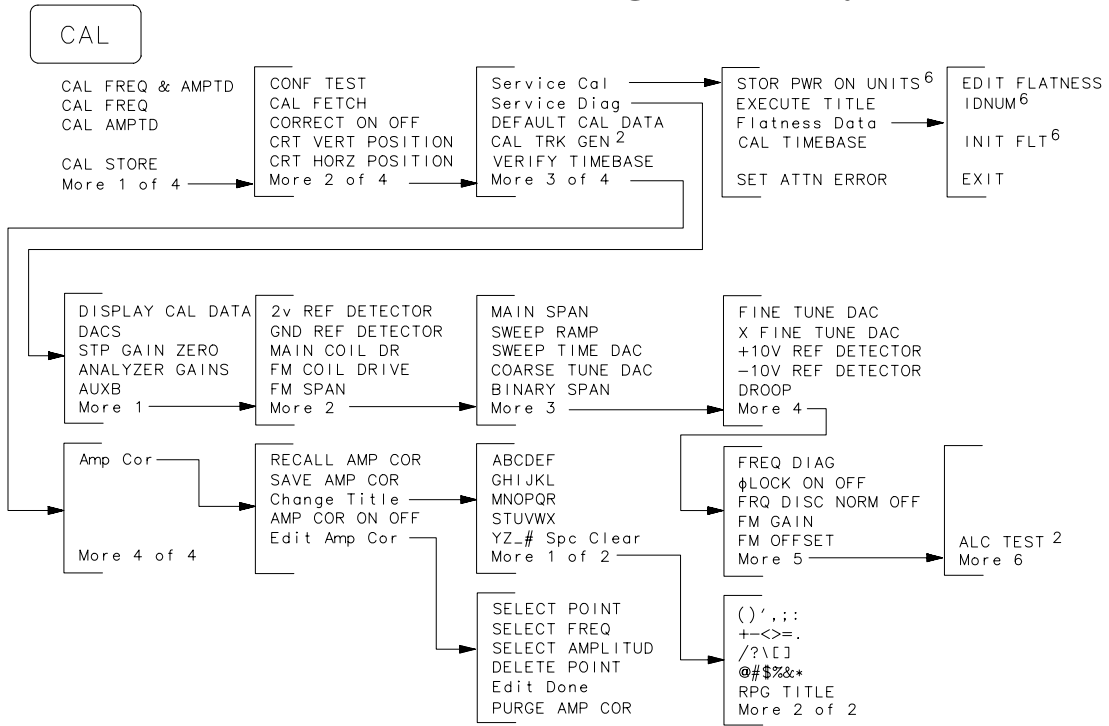 CAL
CAL FREQ & AMPTD
CAL FREQ
CAL AMPTD
CAL STORE
More 1 of 4
CONF TEST
CAL FETCH
CORRECT ON OFF
CRT VERT POSITION
CRT HORZ POSITION
More 2 of 4
Service Cal
Service Diag
DEFAULT CAL DATA
CAL TRK GEN 2
VERIFY TIMEBASE
More 3 of 4
STOR PWR ON UNITS 6
EXECUTE TITLE
Flatness Data
CAL TIMEBASE
SET ATTN ERROR
EDIT FLATNESS
IDNUM 6
INIT FLT 6
EXIT
DISPLAY CAL DATA
DACS
STP GAIN ZERO
ANALYZER GAINS
AUXB
More 1
2v REF DETECTOR
GND REF DETECTOR
MAIN COIL DR
FM COIL DRIVE
FM SPAN
More 2
MAIN SPAN
SWEEP RAMP
SWEEP TIME DAC
COARSE TUNE DAC
BINARY SPAN
More 3
FINE TUNE DAC
X FINE TUNE DAC
+10V REF DETECTOR
-10V REF DETECTOR
DROOP
More 4
Amp Cor
More 4 of 4
RECALL AMP COR
SAVE AMP COR
Change Title
AMP COR ON OFF
Edit Amp Cor
ABCDEF
GHIJKL
MNOPQR
STUVWX
YZ_# Spc Clear
More 1 of 2
FREQ DIAG
ϕLOCK ON OFF
FRQ DISC NORM OFF
FM GAIN
FM OFFSET
More 5
ALC TEST 2
More 6
SELECT POINT
SELECT FREQ
SELECT AMPLITUD
DELETE POINT
Edit Done
PURGE AMP COR
()′,;:
+-<>=.
/?\[]
@#$%&*
RPG TITLE
More 2 of 2